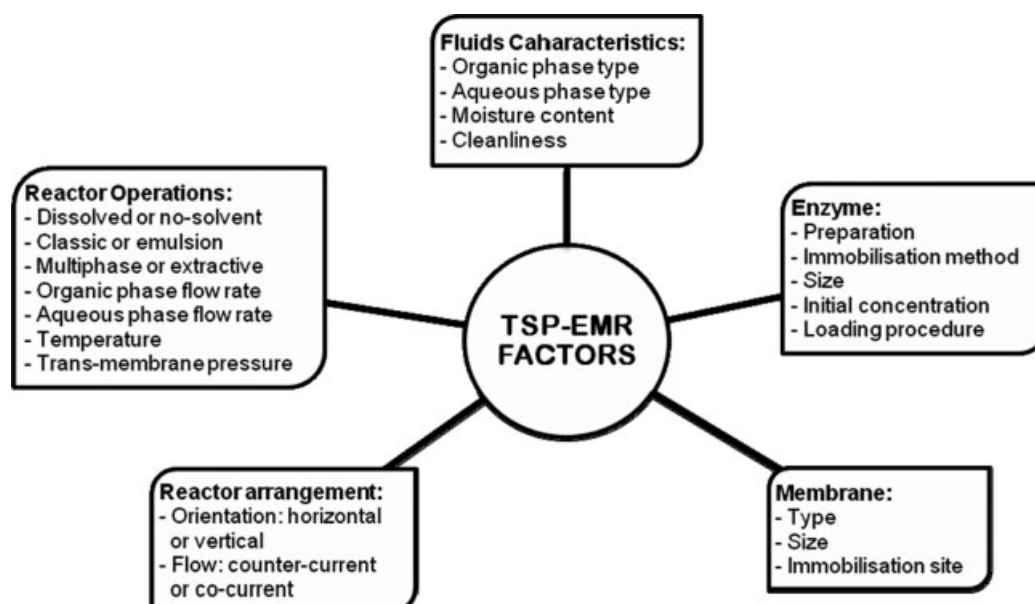 Fluids Caharacteristics:
- Organic phase type
- Aqueous phase type
- Moisture content
- Cleanliness
Reactor Operations:
- Dissolved or no-solvent
- Classic or emulsion
- Multiphase or extractive
- Organic phase flow rate
- Aqueous phase flow rate
- Temperature
- Trans-membrane pressure
Enzyme:
- Preparation
- Immobilisation method
- Size
- Initial concentration
- Loading procedure
TSP-EMR
FACTORS
Reactor arrangement:
- Orientation: horizontal
or vertical
- Flow: counter-current
or co-current
Membrane:
- Type
- Size
- Immobilisation site